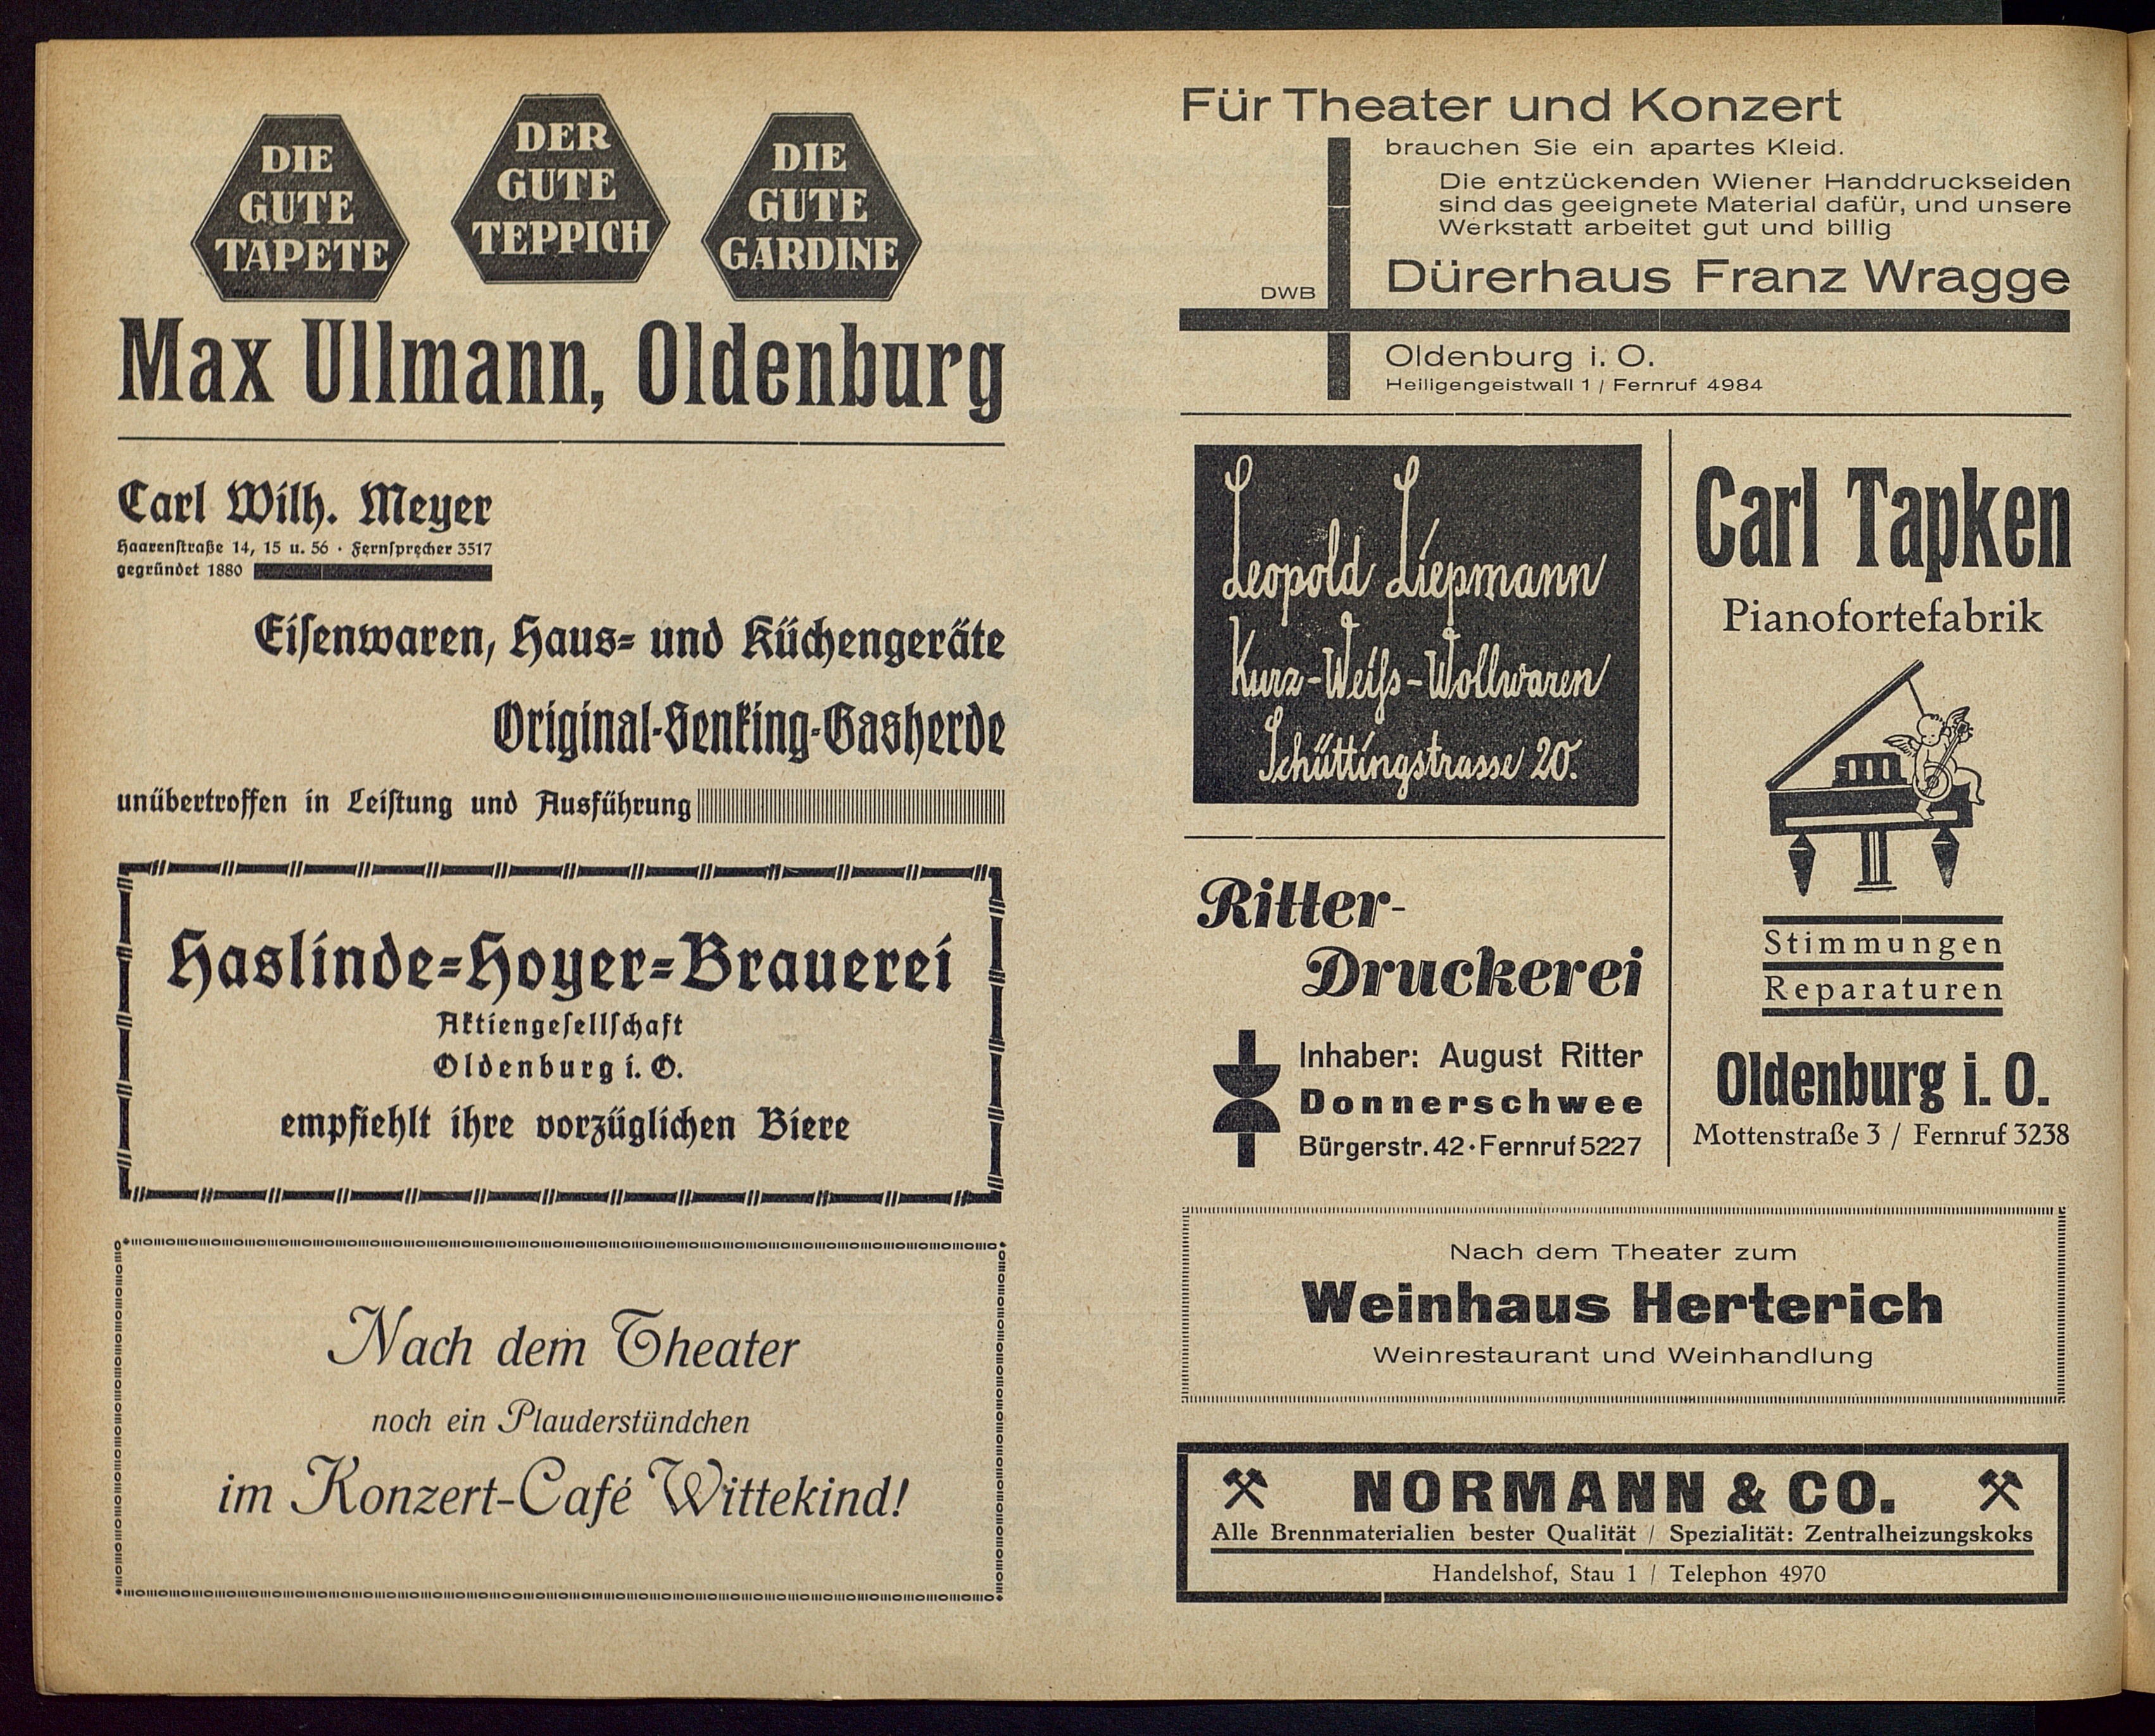 DIE
GUTE
TAPETE
DER
GUTE
TEPPICH
DIE
GUTE
GARDINE
Max Ullmann, Oldenburg
Carl Wilh. Meyer
Haarenſtraße 14, 15 u. 56 · Fernſprecher 3517
gegründet 1880
Eiſenwaren, Haus- und Küchengeräte
Original-Senking-Gasherde
unübertroffen in Leiſtung und Ausführung
Haslinde-Hoyer-Brauerei
Aktiengeſellſchaft
Oldenburg i. O.
empfiehlt ihre vorzüglichen Biere
Nach dem Theater
noch ein Plauderstündchen
im Konzert-Café Wittekind!
Für Theater und Konzert
brauchen Sie ein apartes Kleid.
Die entzückenden Wiener Handdruckseiden
sind das geeignete Material dafür, und unsere
Werkstatt arbeitet gut und billig
DWB
Dürerhaus Franz Wragge
Oldenburg i. O.
Heiligengeistwall 1 / Fernruf 4984
Leopold Liepmann
Kurz-Weiß-Wollwaren
Schüttingstrasse 20.
Ritter-
Druckerei
Inhaber: August Ritter
Donnerschwee
Bürgerstr. 42 · Fernruf 5227
Carl Tapken
Pianofortefabrik
Stimmungen
Reparaturen
Oldenburg i. O.
Mottenstraße 3 / Fernruf 3238
Nach dem Theater zum
Weinhaus Herterich
Weinrestaurant und Weinhandlung
NORMANN & CO.
Alle Brennmaterialien bester Qualität / Spezialität: Zentralheizungskoks
Handelshof, Stau 1 / Telephon 4970